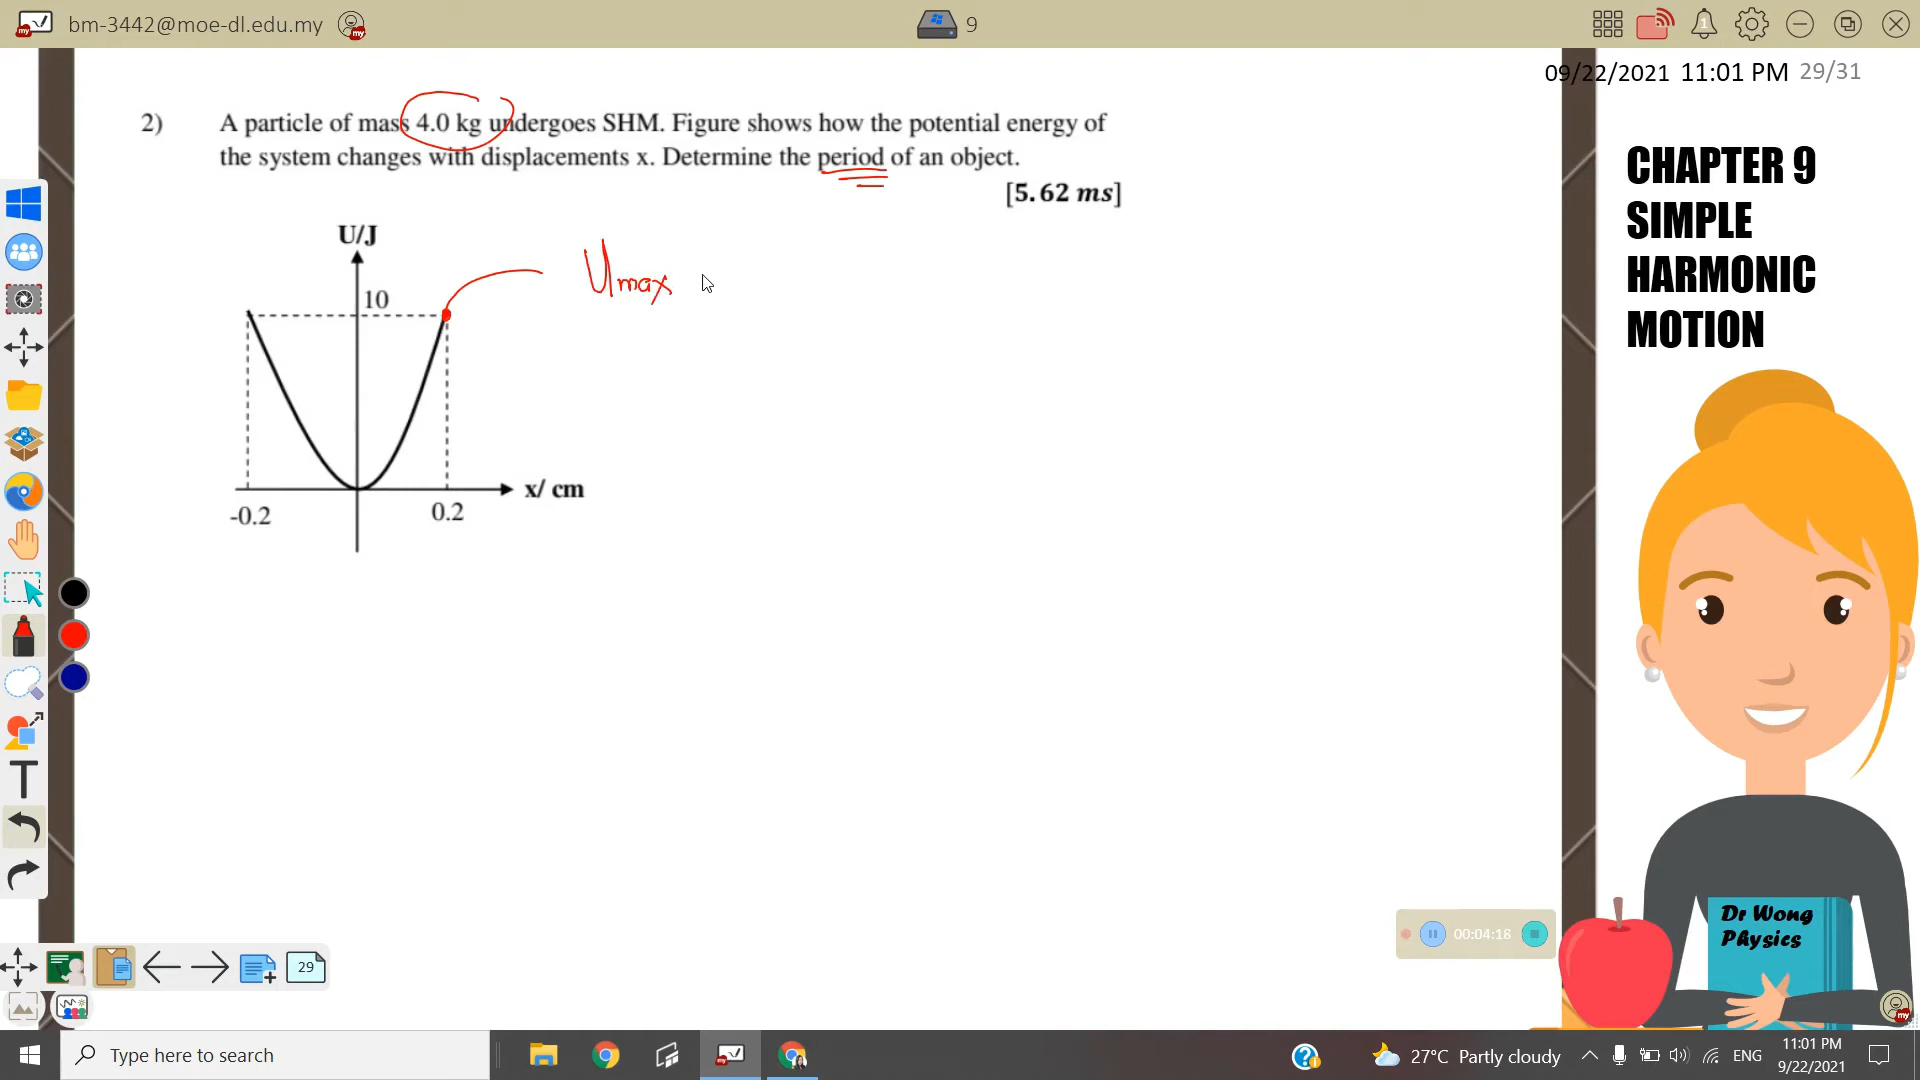 bm-3442@moe-dl.edu.my
9
1
09/22/2021 11:01 PM 29/31
2) A particle of mass 4.0 kg undergoes SHM. Figure shows how the potential energy of
the system changes with displacements x. Determine the period of an object.
[5.62 ms]
U/J
10
Umax
x/ cm
-0.2
0.2
CHAPTER 9
SIMPLE
HARMONIC
MOTION
T
00:04:18
Dr Wong
Physics
29
Type here to search
27°C Partly cloudy
ENG
11:01 PM
9/22/2021